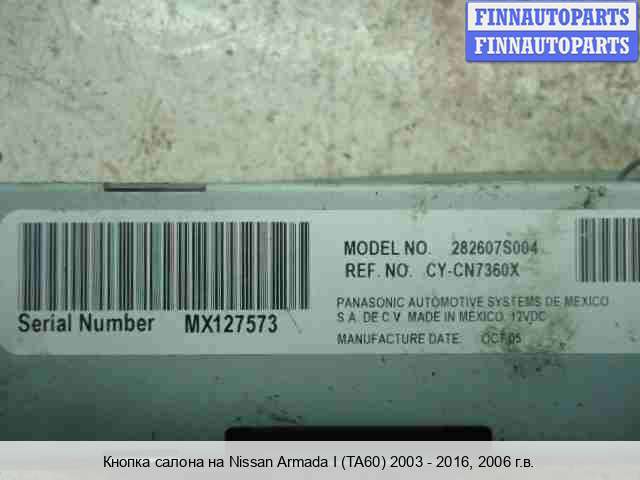 FINNAUTOPARTS
FINNAUTOPARTS
MODEL NO. 282607S004
REF. NO. CY-CN7360X
PANASONIC AUTOMOTIVE SYSTEMS DE MEXICO
S.A. DE C.V. MADE IN MEXICO. 12VDC
Serial Number MX127573
MANUFACTURE DATE: OCT.05
Кнопка салона на Nissan Armada I (TA60) 2003 - 2016, 2006 г.в.